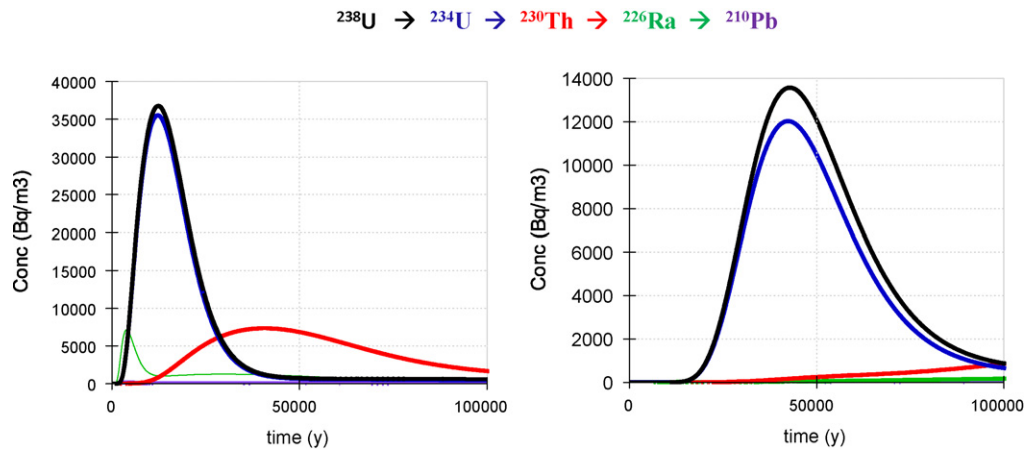 ²³⁸U → ²³⁴U → ²³⁰Th → ²²⁶Ra → ²¹⁰Pb
40000
35000
30000
25000
20000
15000
10000
5000
0
Conc (Bq/m3)
0 50000 100000
time (y)
14000
12000
10000
8000
6000
4000
2000
0
Conc (Bq/m3)
0 50000 100000
time (y)